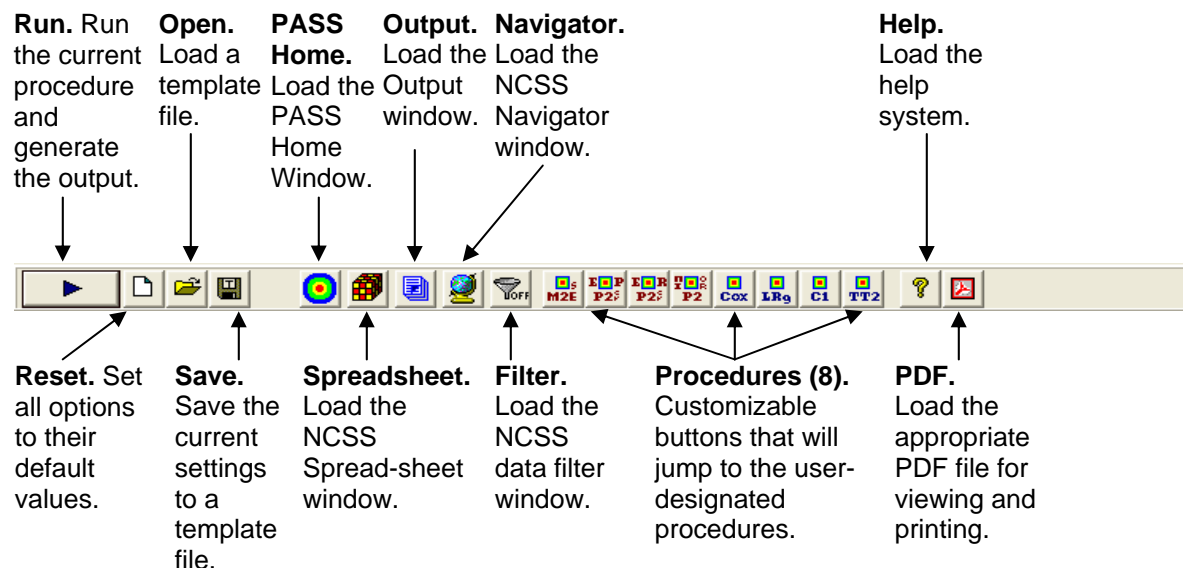 Run. Run
the current
procedure
and
generate
the output.
Open.
Load a
template
file.
PASS
Home.
Load the
PASS
Home
Window.
Output.
Load the
Output
window.
Navigator.
Load the
NCSS
Navigator
window.
Help.
Load the
help
system.
OFF
M2E
P2
P2
P2
Cox
LRg
C1
TT2
?
Reset. Set
all options
to their
default
values.
Save.
Save the
current
settings
to a
template
file.
Spreadsheet.
Load the
NCSS
Spread-sheet
window.
Filter.
Load the
NCSS
data filter
window.
Procedures (8).
Customizable
buttons that will
jump to the user-
designated
procedures.
PDF.
Load the
appropriate
PDF file for
viewing and
printing.